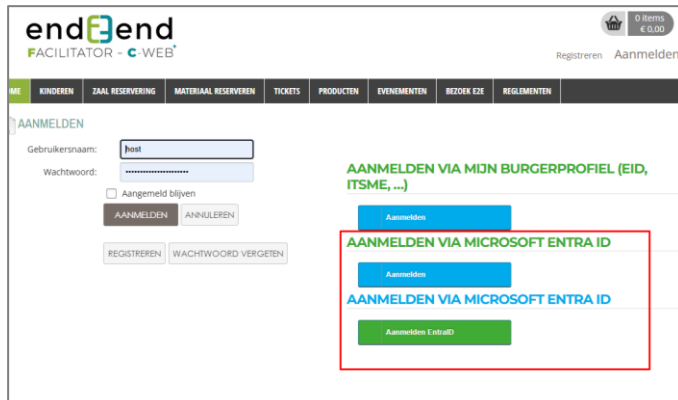 end2end
FACILITATOR - C-WEB
0 items
€ 0,00
Registreren Aanmelden
ME KINDEREN ZAAL RESERVERING MATERIAAL RESERVEREN TICKETS PRODUCTEN EVENEMENTEN BEZOEK E2E REGLEMENTEN
AANMELDEN
Gebruikersnaam: host
Wachtwoord:
Aangemeld blijven
AANMELDEN ANNULEREN
REGISTREREN WACHTWOORD VERGETEN
AANMELDEN VIA MIJN BURGERPROFIEL (EID,
ITSME, ...)
Aanmelden
AANMELDEN VIA MICROSOFT ENTRA ID
Aanmelden
AANMELDEN VIA MICROSOFT ENTRA ID
Aanmelden EntraID